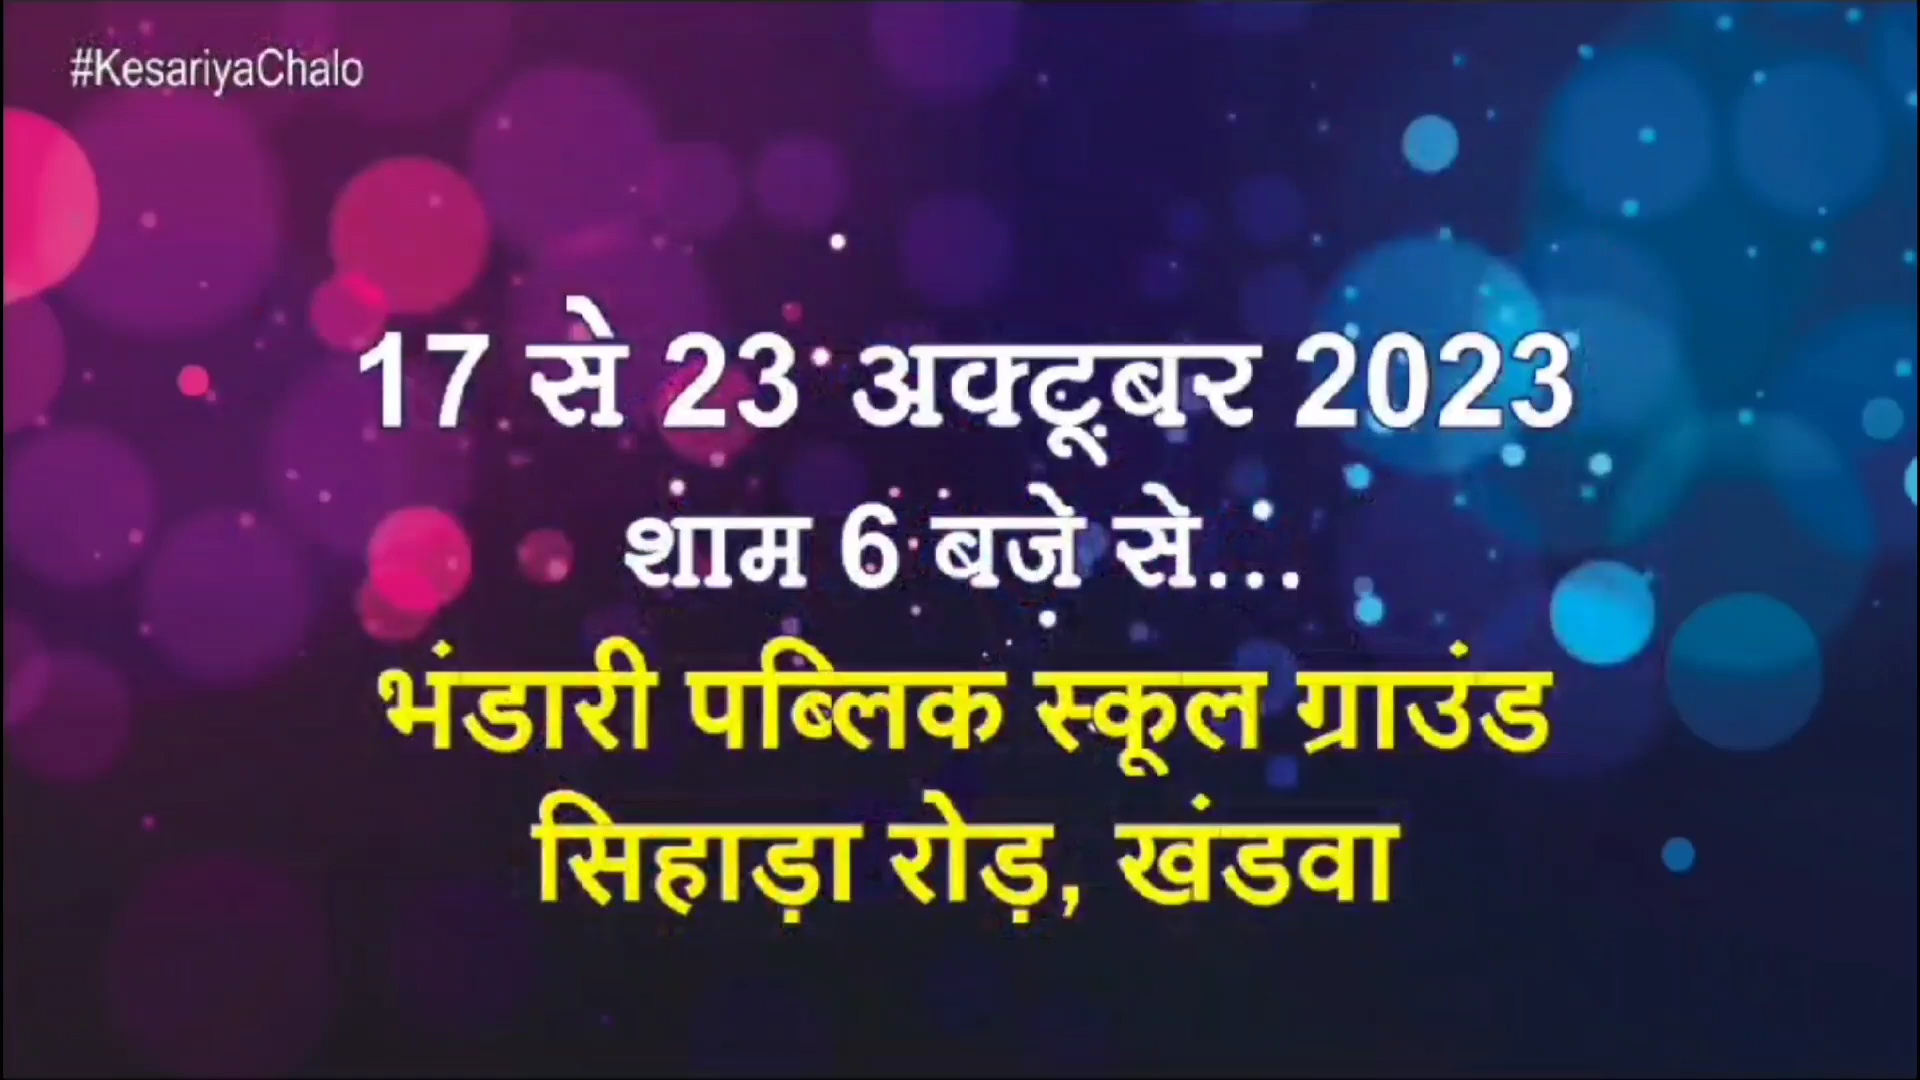 #KesariyaChalo
17 से 23 अक्टूबर 2023
शाम 6 बजे से...
भंडारी पब्लिक स्कूल ग्राउंड
सिहाड़ा रोड़, खंडवा